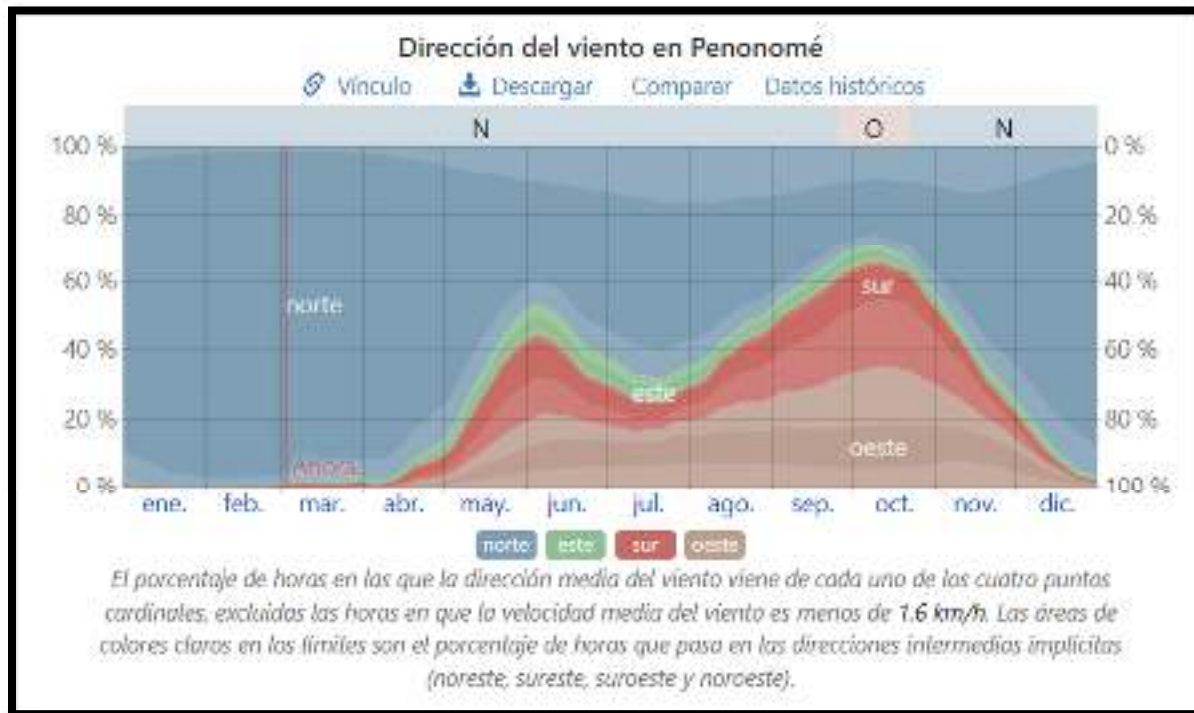 Dirección del viento en Penonomé
Vínculo Descargar Comparar Datos históricos
N O N
100 % 0 %
80 % 20 %
60 % 40 %
sur
norte
40 % 60 %
este
20 % 80 %
oeste
Ahora
0 % 100 %
ene. feb. mar. abr. may. jun. jul. ago. sep. oct. nov. dic.
norte este sur oeste
El porcentaje de horas en las que la dirección media del viento viene de cada uno de los cuatro puntos
cardinales, excluidas las horas en que la velocidad media del viento es menos de 1.6 km/h. Las áreas de
colores claros en los límites son el porcentaje de horas que pasa en las direcciones intermedias implícitas
(noreste, sureste, suroeste y noroeste).